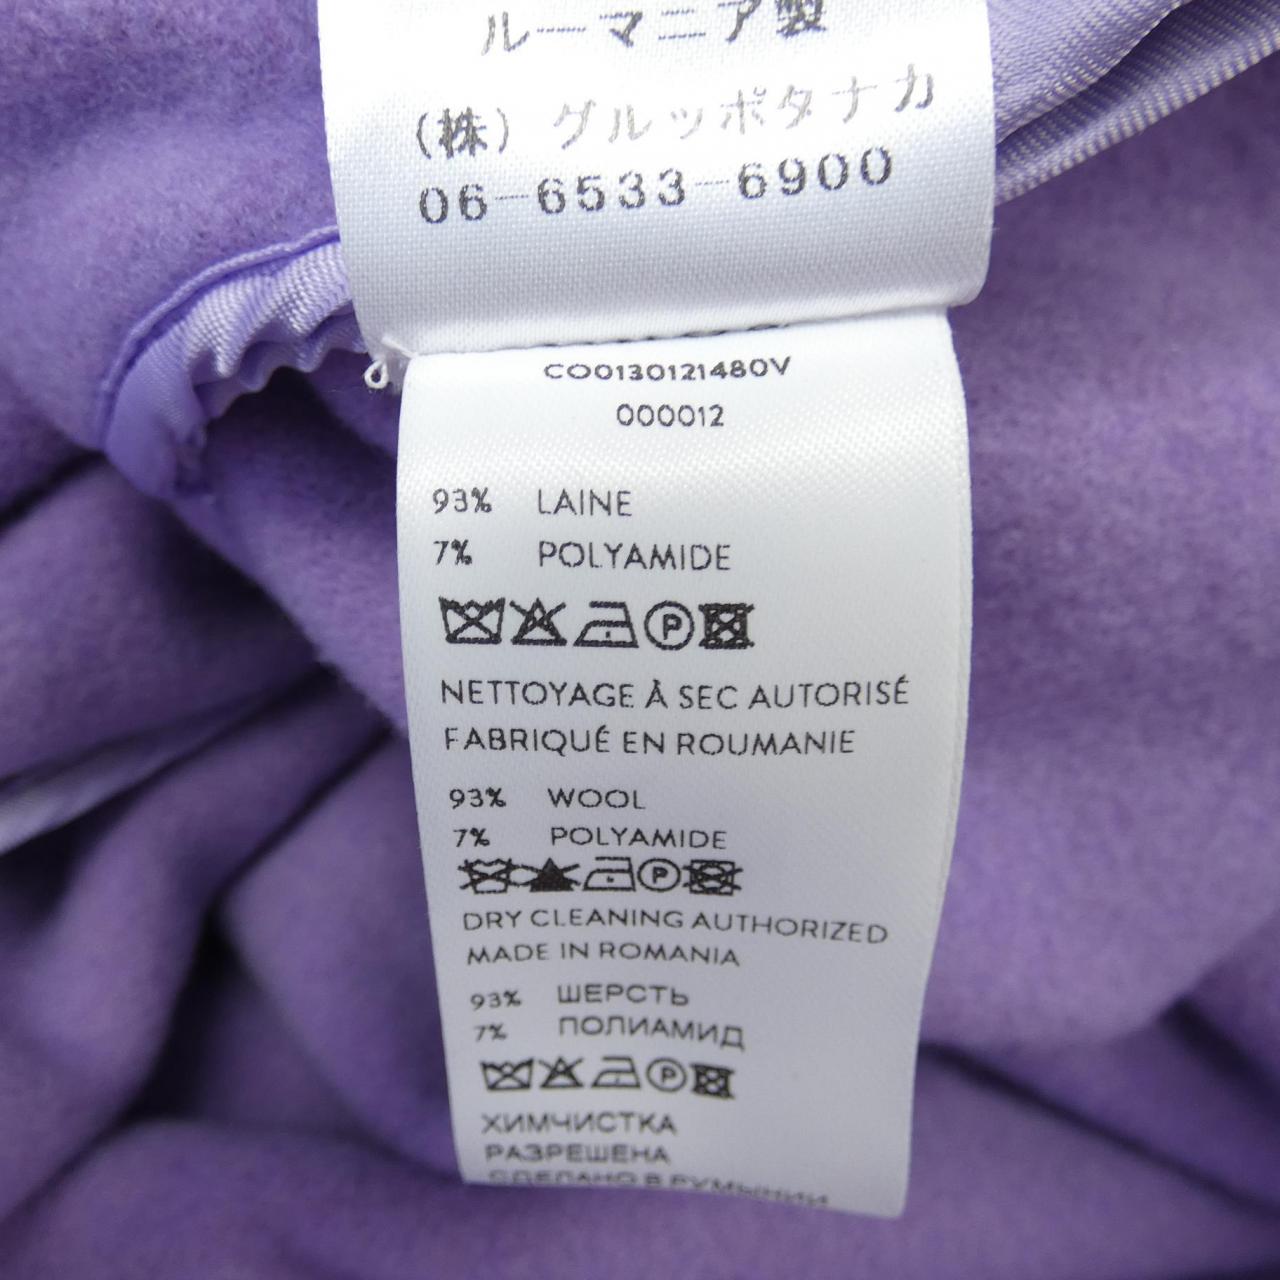 ルーマニア製
(株) グルッポタナカ
06-6533-6900
CO0130121480V
000012
93% LAINE
7% POLYAMIDE
P
NETTOYAGE À SEC AUTORISÉ
FABRIQUÉ EN ROUMANIE
93% WOOL
7% POLYAMIDE
P
DRY CLEANING AUTHORIZED
MADE IN ROMANIA
93% ШЕРСТЬ
7% ПОЛИАМИД
P
ХИМЧИСТКА
РАЗРЕШЕНА
СДЕЛАНО В РУМЫНИИ